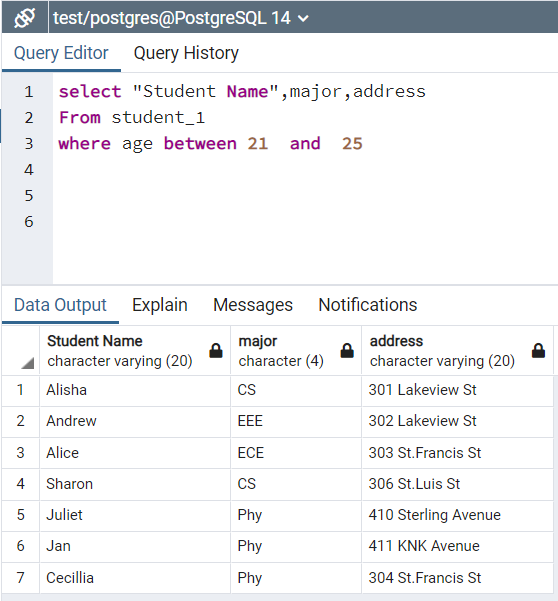 test/postgres@PostgreSQL 14
Query Editor Query History
1 select "Student Name",major,address
2 From student_1
3 where age between 21 and 25
4
5
6
Data Output Explain Messages Notifications
Student Name major address
character varying (20) character (4) character varying (20)
1 Alisha CS 301 Lakeview St
2 Andrew EEE 302 Lakeview St
3 Alice ECE 303 St.Francis St
4 Sharon CS 306 St.Luis St
5 Juliet Phy 410 Sterling Avenue
6 Jan Phy 411 KNK Avenue
7 Cecillia Phy 304 St.Francis St